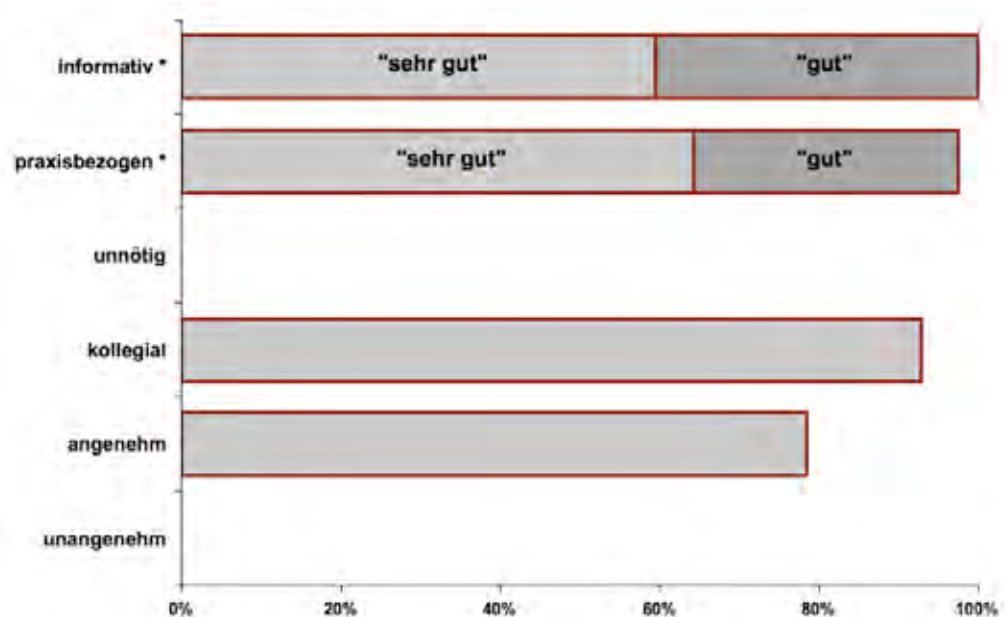 informativ * "sehr gut" "gut"
praxisbezogen * "sehr gut" "gut"
unnötig
kollegial
angenehm
unangenehm
0% 20% 40% 60% 80% 100%